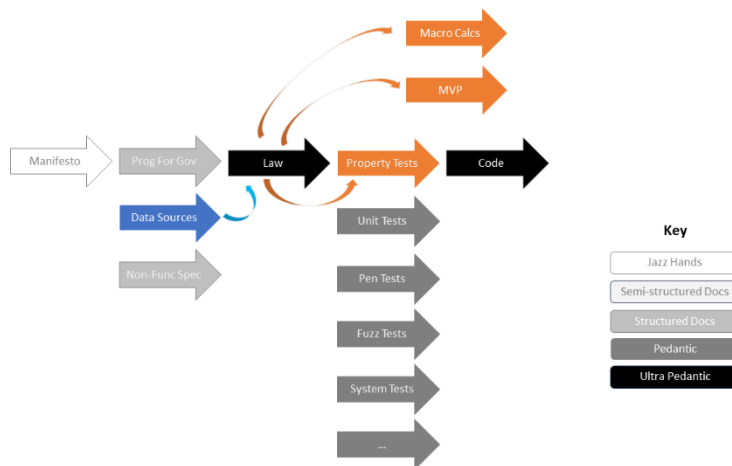 Macro Calcs
MVP
Manifesto
Prog For Gov
Law
Property Tests
Code
Data Sources
Unit Tests
Non-Func Spec
Pen Tests
Fuzz Tests
System Tests
...
Key
Jazz Hands
Semi-structured Docs
Structured Docs
Pedantic
Ultra Pedantic